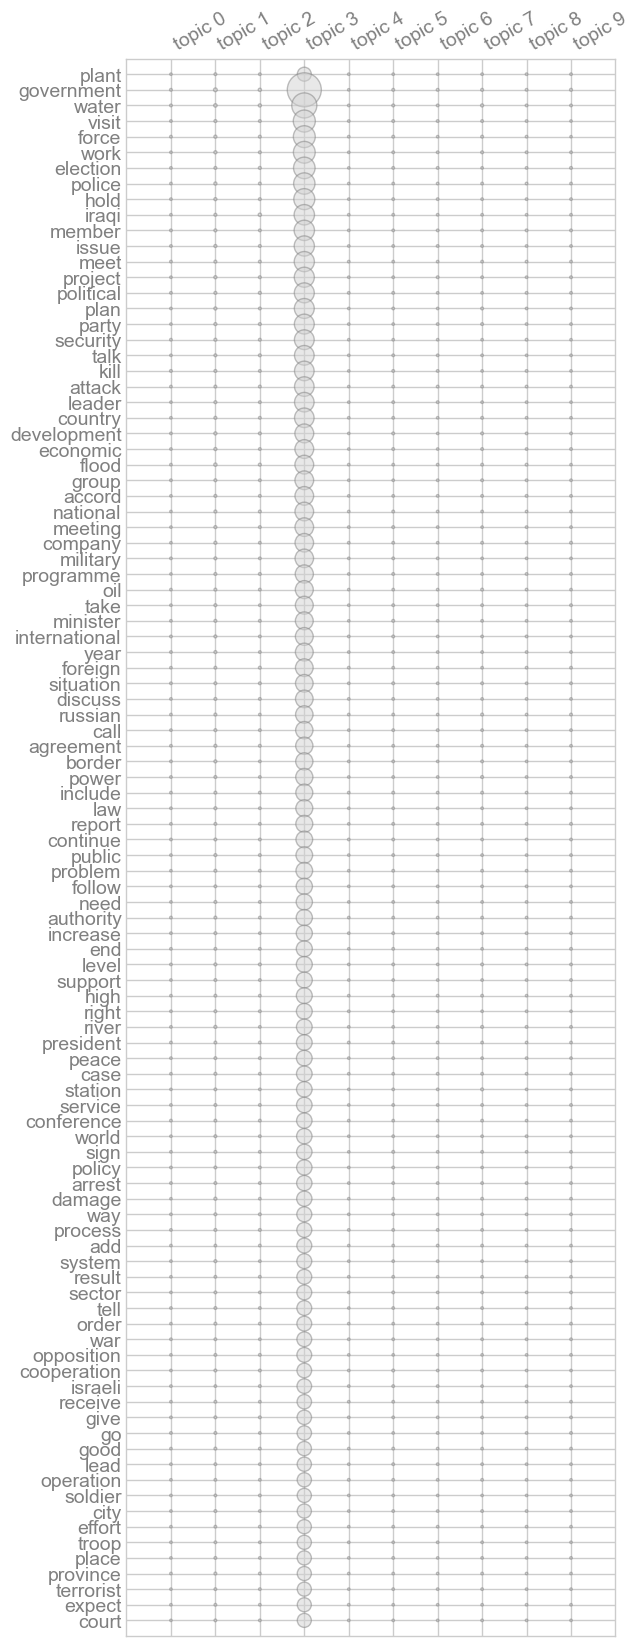 topic 0 topic 1 topic 2 topic 3 topic 4 topic 5 topic 6 topic 7 topic 8 topic 9
plant
government
water
visit
force
work
election
police
hold
iraqi
member
issue
meet
project
political
plan
party
security
talk
kill
attack
leader
country
development
economic
flood
group
accord
national
meeting
company
military
programme
oil
take
minister
international
year
foreign
situation
discuss
russian
call
agreement
border
power
include
law
report
continue
public
problem
follow
need
authority
increase
end
level
support
high
right
river
president
peace
case
station
service
conference
world
sign
policy
arrest
damage
way
process
add
system
result
sector
tell
order
war
opposition
cooperation
israeli
receive
give
go
good
lead
operation
soldier
city
effort
troop
place
province
terrorist
expect
court